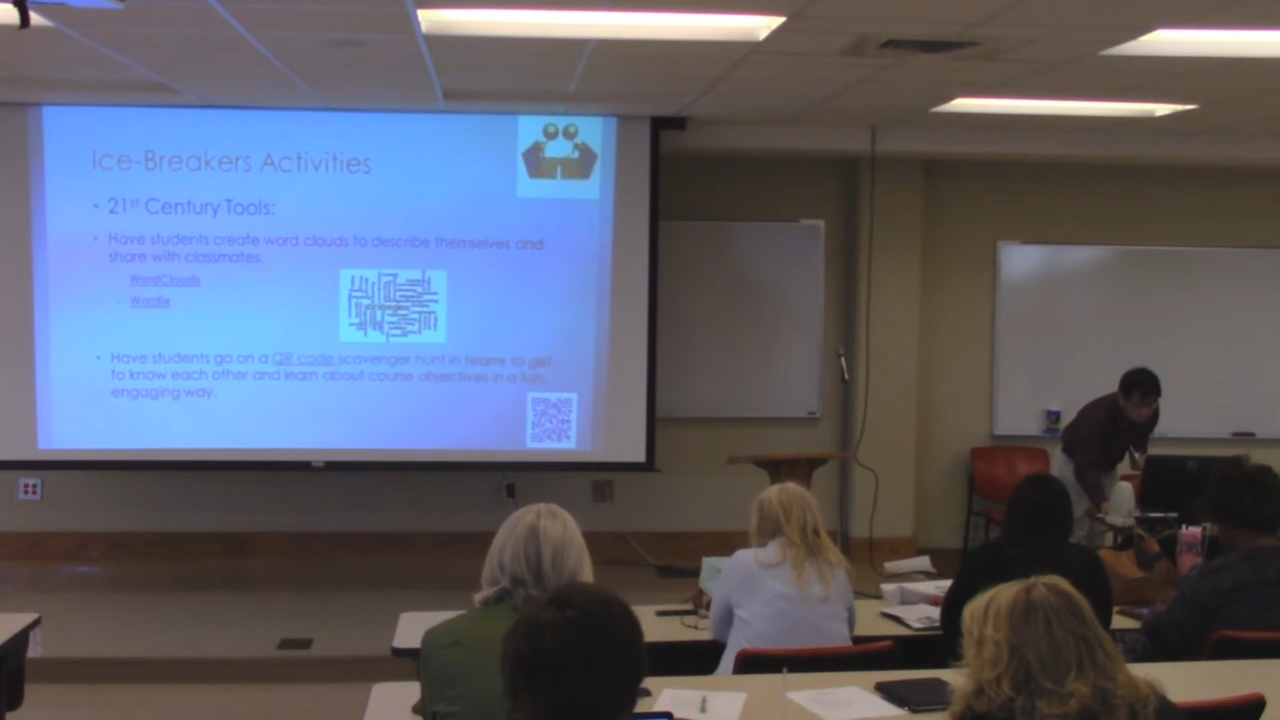 Ice-Breakers Activities
• 21st Century Tools:
• Have students create word clouds to describe themselves and
share with classmates.
WordClouds
Wordle
• Have students go on a QR code scavenger hunt in teams to get
to know each other and learn about course objectives in a fun,
engaging way.